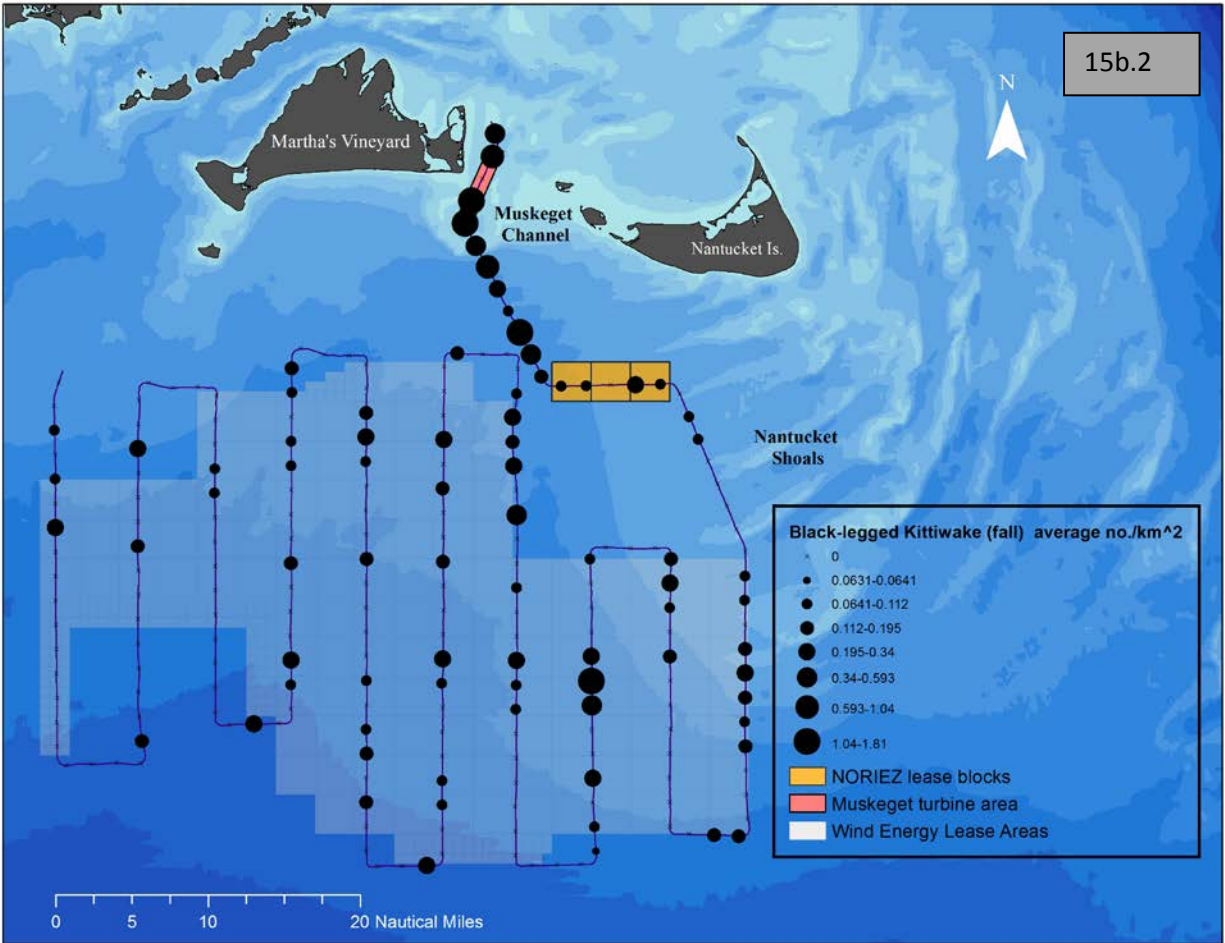 15b.2
N
Martha's Vineyard
Muskeget
Channel
Nantucket Is.
Nantucket
Shoals
Black-legged Kittiwake (fall) average no./km^2
0
0.0631-0.0641
0.0641-0.112
0.112-0.195
0.195-0.34
0.34-0.593
0.593-1.04
1.04-1.81
NORIEZ lease blocks
Muskeget turbine area
Wind Energy Lease Areas
0 5 10 20 Nautical Miles